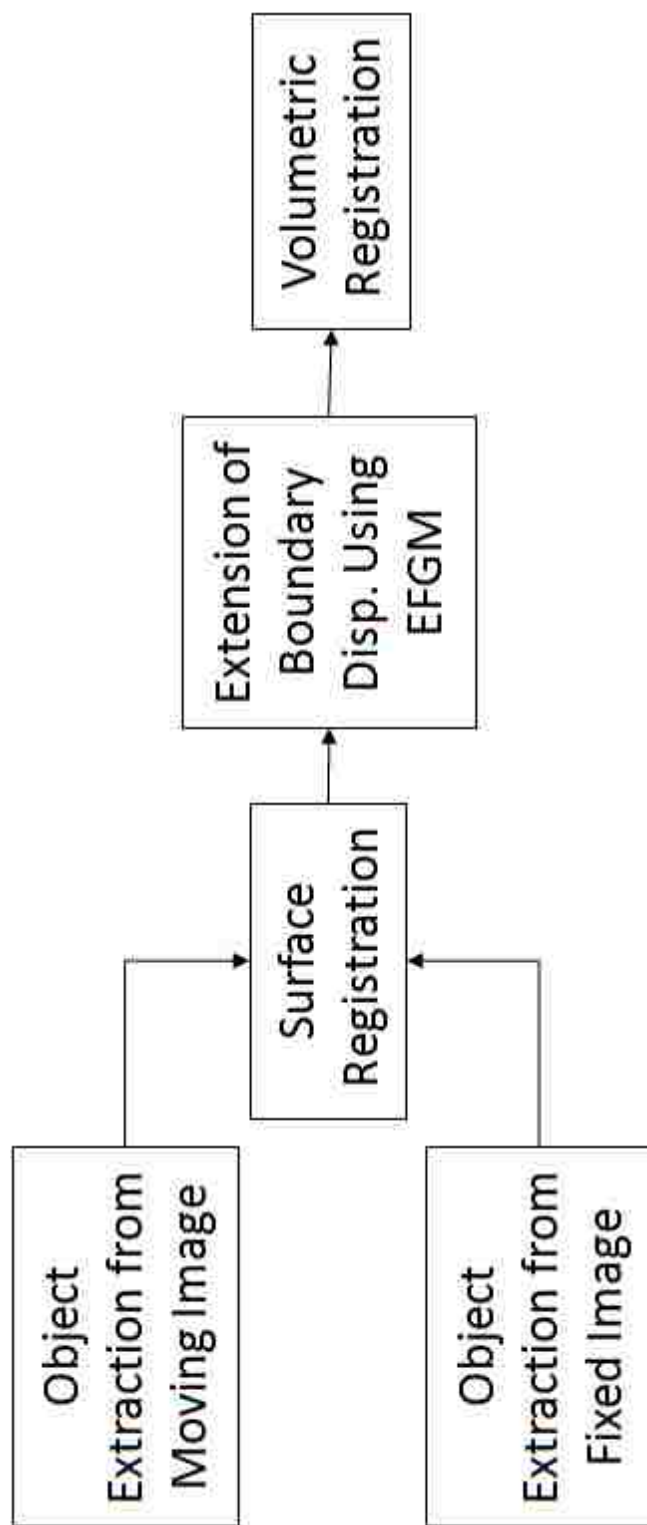 Object
Extraction from
Moving Image
Object
Extraction from
Fixed Image
Surface
Registration
Extension of
Boundary
Disp. Using
EFGM
Volumetric
Registration